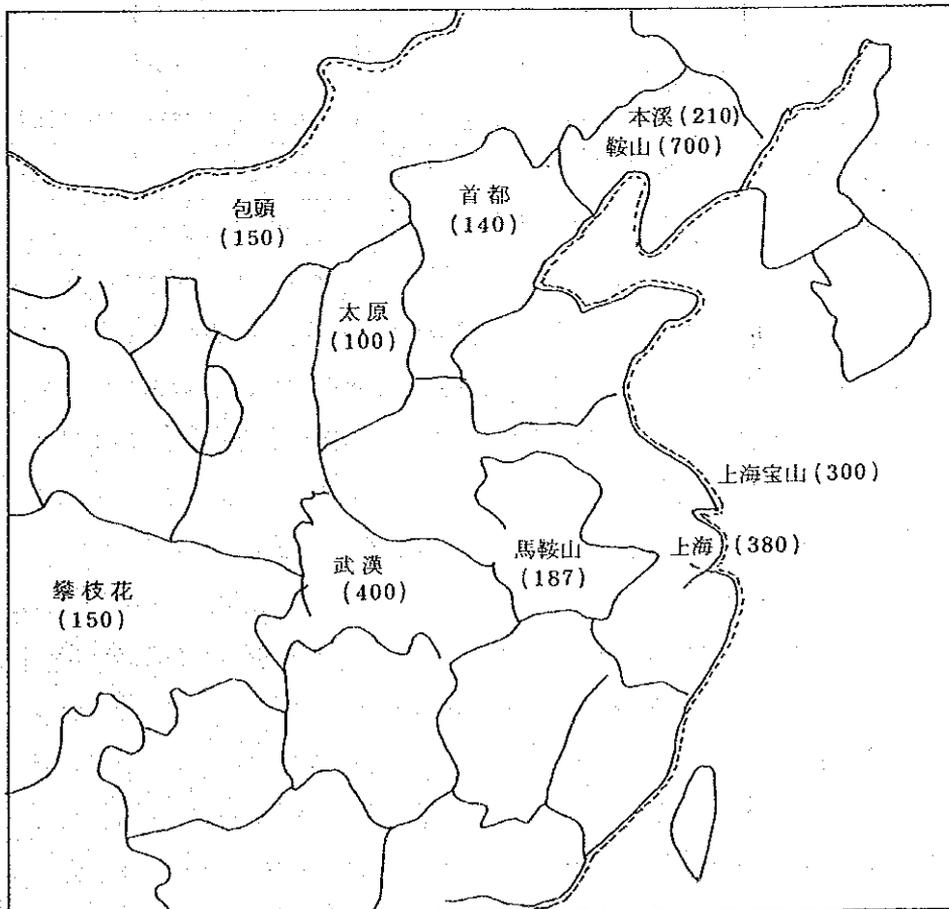 本溪(210)
鞍山(700)
包頭
(150)
首都
(140)
太原
(100)
上海宝山(300)
上海(380)
馬鞍山
(187)
武漢
(400)
攀枝花
(150)